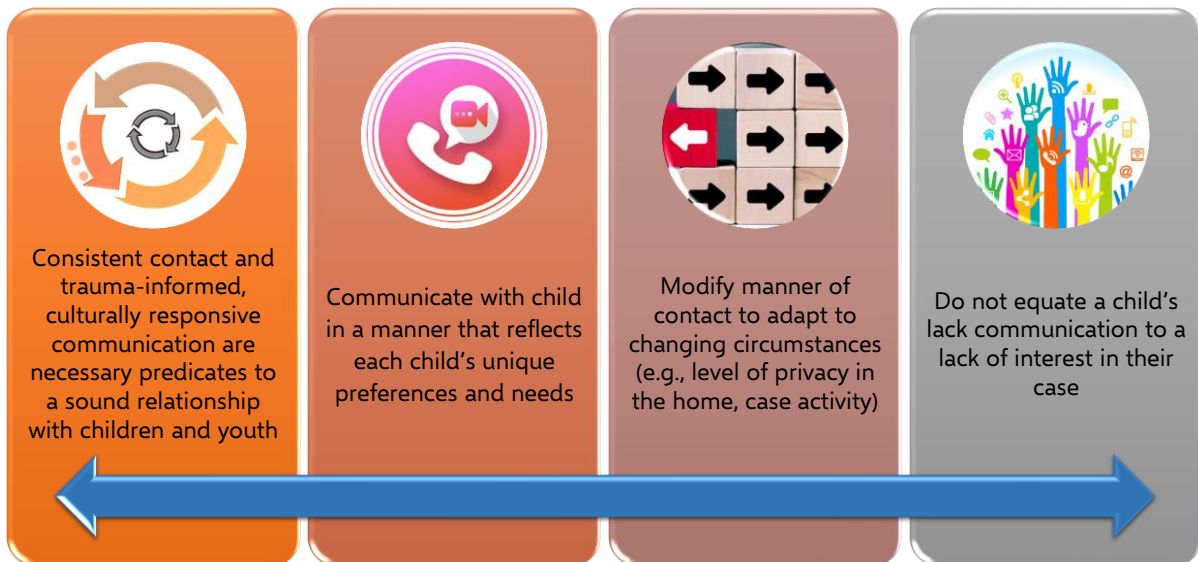 Consistent contact and
trauma-informed,
culturally responsive
communication are
necessary predicates to
a sound relationship
with children and youth
Communicate with child
in a manner that reflects
each child's unique
preferences and needs
Modify manner of
contact to adapt to
changing circumstances
(e.g., level of privacy in
the home, case activity)
Do not equate a child's
lack communication to a
lack of interest in their
case